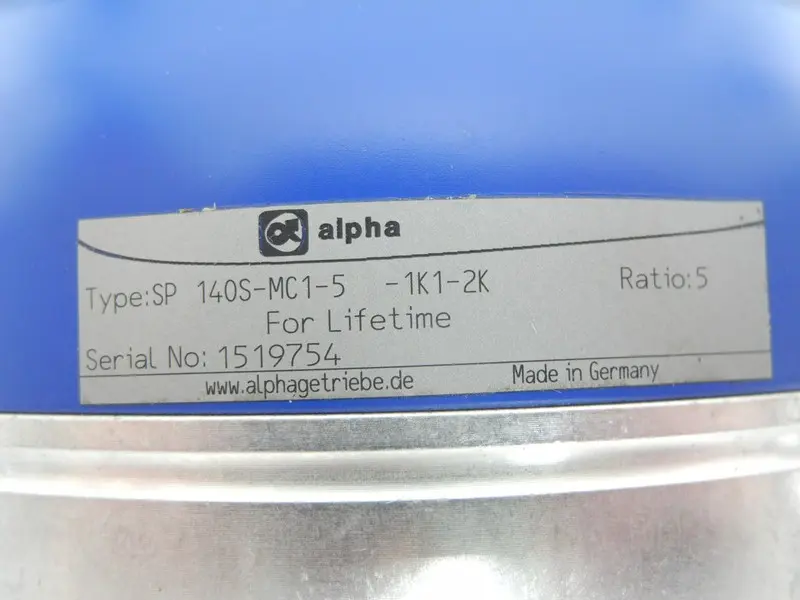 alpha
Type:SP 140S-MC1-5 -1K1-2K Ratio:5
For Lifetime
Serial No: 1519754
www.alphagetriebe.de Made in Germany